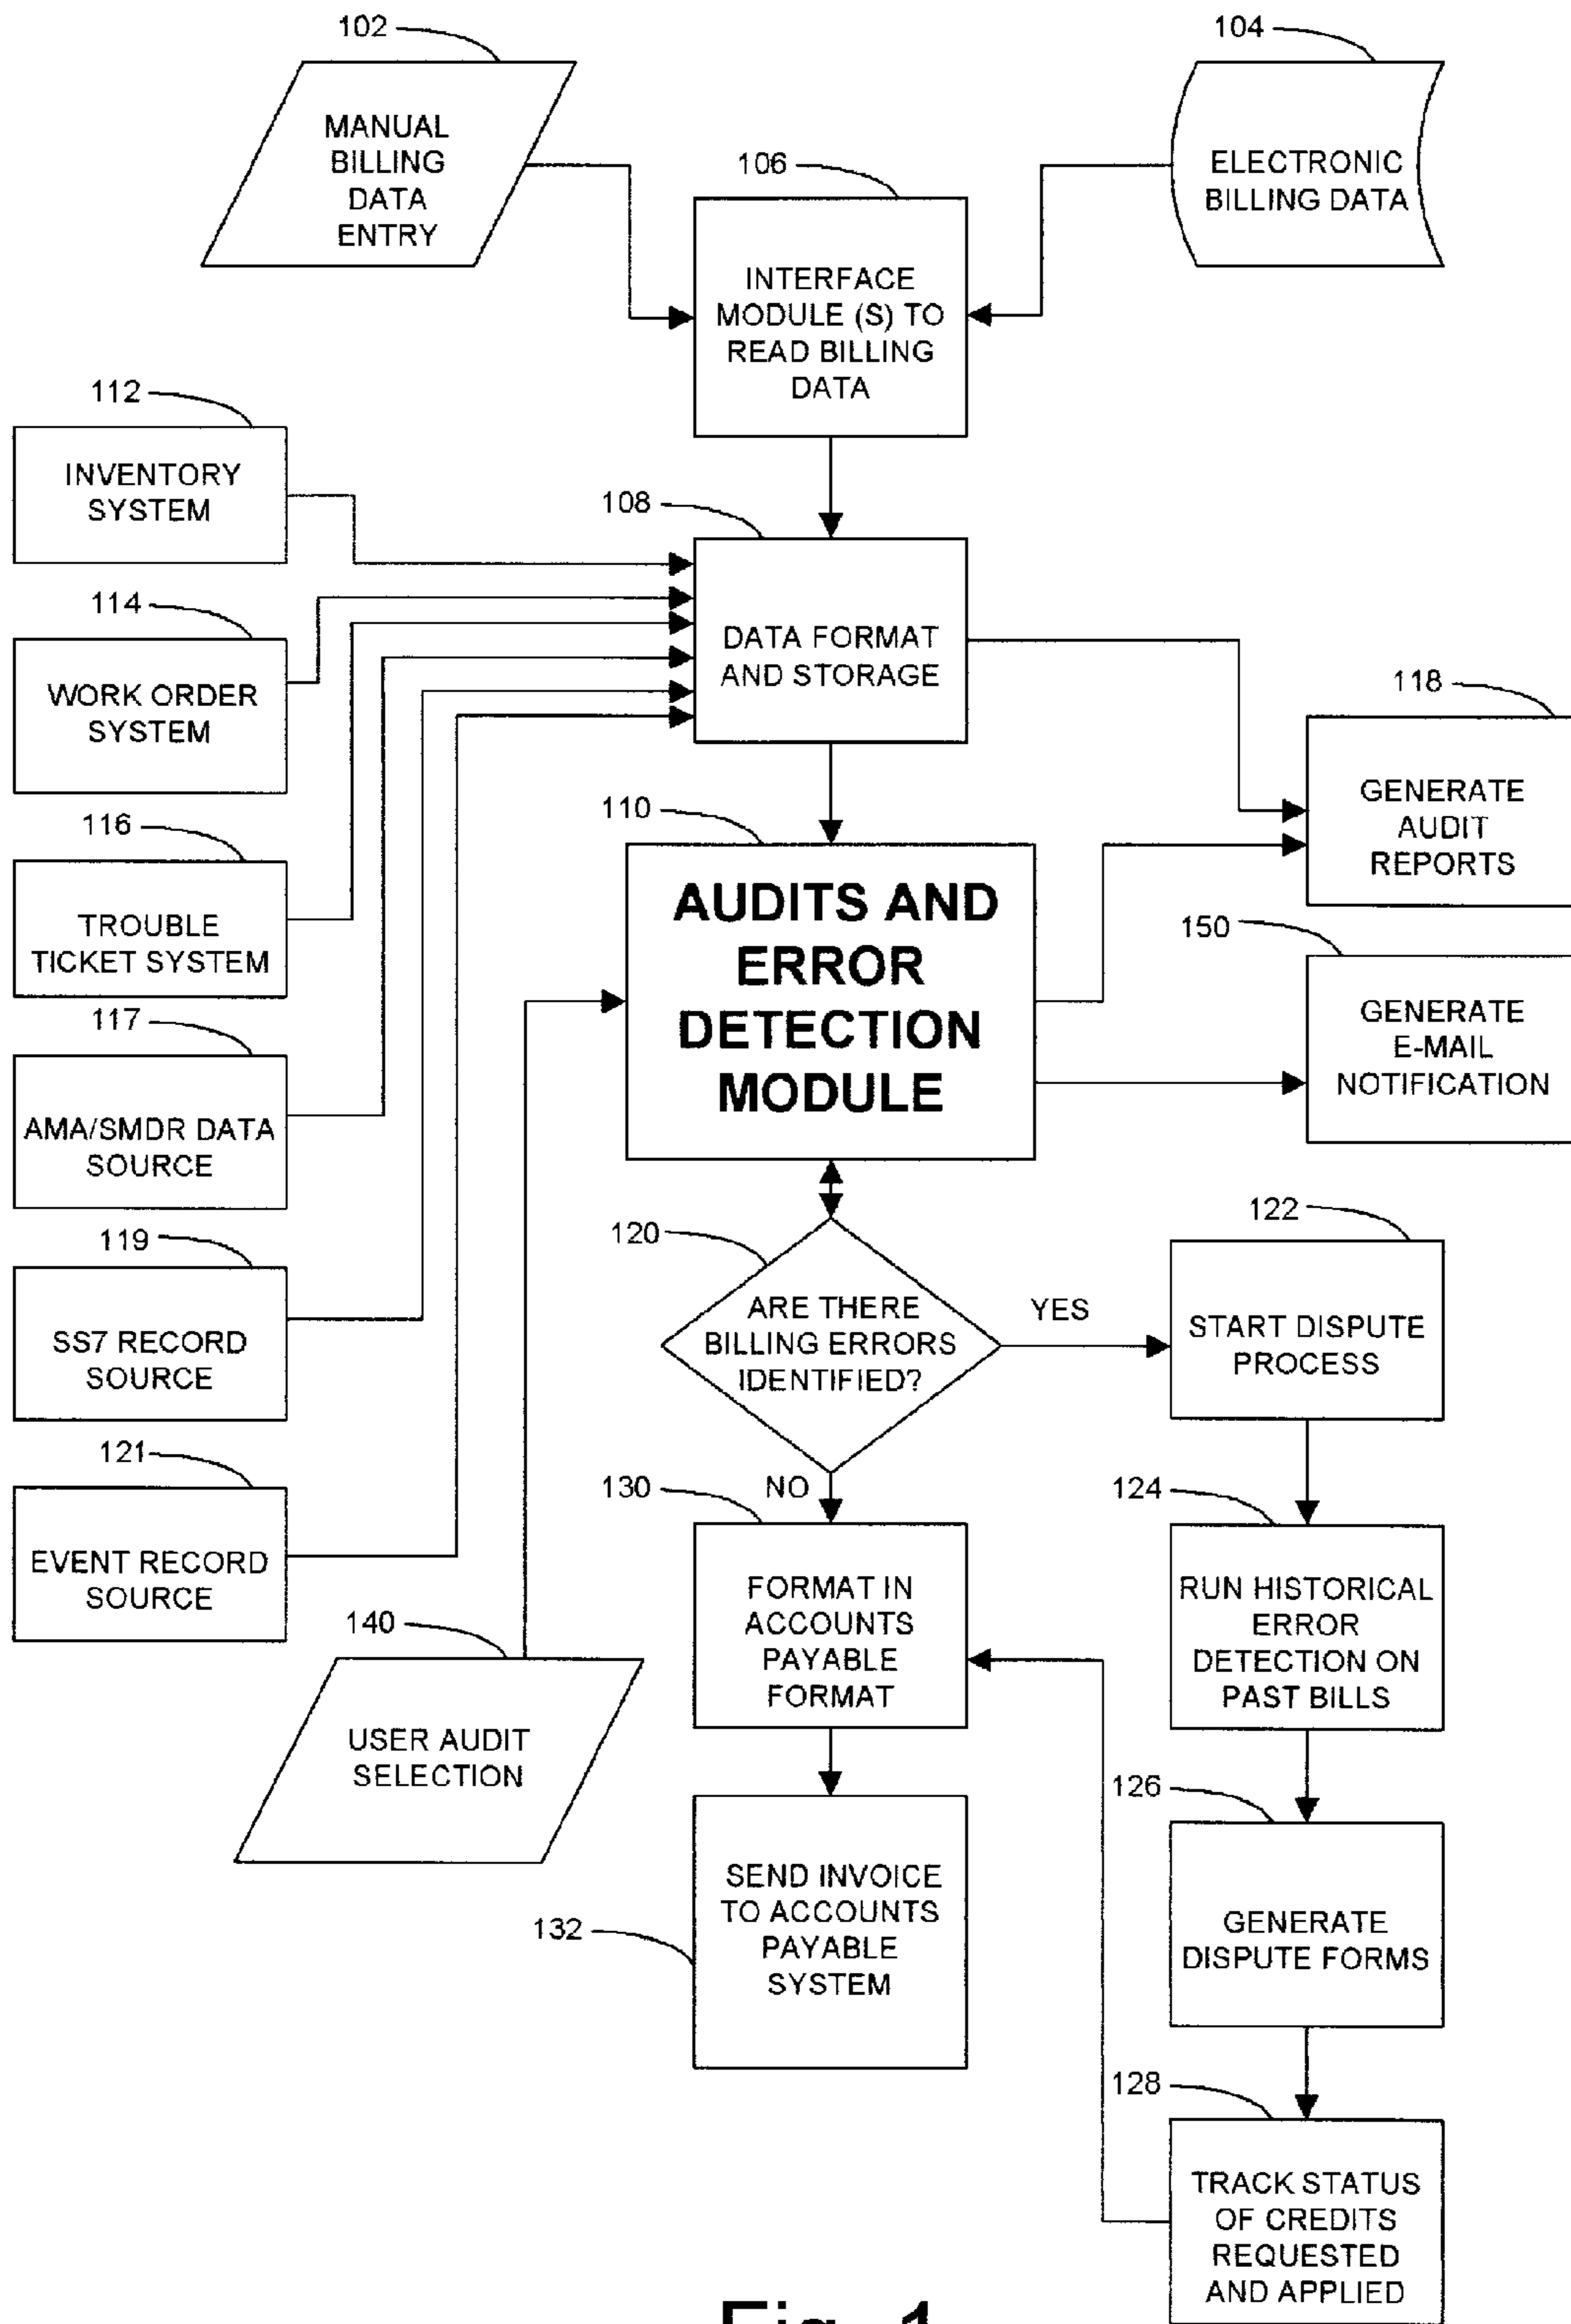 102
104
MANUAL
BILLING
DATA
ENTRY
106
ELECTRONIC
BILLING DATA
INTERFACE
MODULE (S) TO
READ BILLING
DATA
112
INVENTORY
SYSTEM
108
DATA FORMAT
AND STORAGE
114
WORK ORDER
SYSTEM
118
GENERATE
AUDIT
REPORTS
116
TROUBLE
TICKET SYSTEM
110
AUDITS AND
ERROR
DETECTION
MODULE
150
GENERATE
E-MAIL
NOTIFICATION
117
AMA/SMDR DATA
SOURCE
119
SS7 RECORD
SOURCE
120
ARE THERE
BILLING ERRORS
IDENTIFIED?
YES
122
START DISPUTE
PROCESS
121
EVENT RECORD
SOURCE
NO
130
FORMAT IN
ACCOUNTS
PAYABLE
FORMAT
124
RUN HISTORICAL
ERROR
DETECTION ON
PAST BILLS
140
USER AUDIT
SELECTION
132
SEND INVOICE
TO ACCOUNTS
PAYABLE
SYSTEM
126
GENERATE
DISPUTE FORMS
128
TRACK STATUS
OF CREDITS
REQUESTED
AND APPLIED
Fig. 1